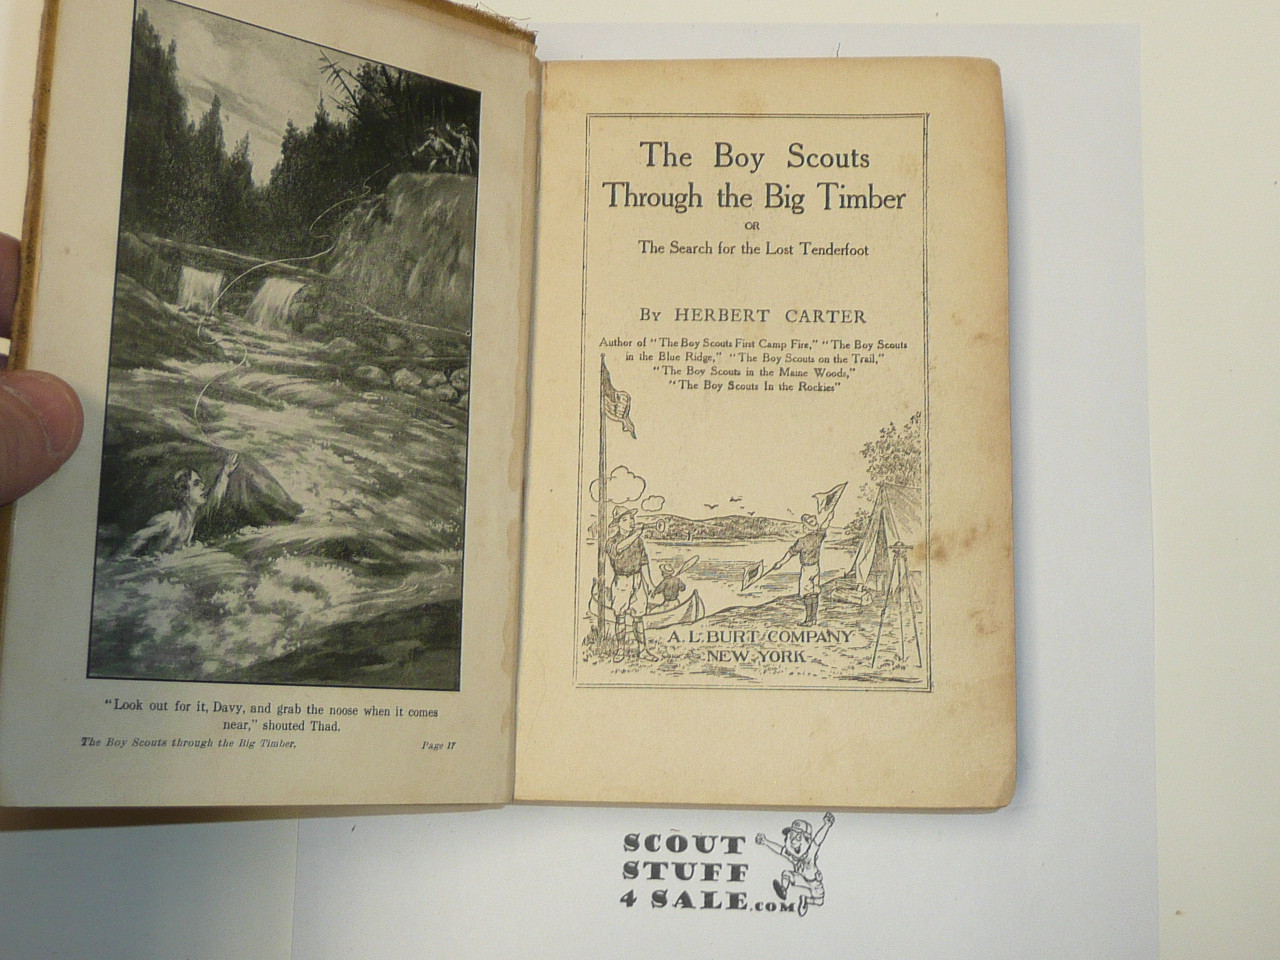 "Look out for it, Davy, and grab the noose when it comes
near," shouted Thad.
The Boy Scouts through the Big Timber,
Page 17
The Boy Scouts
Through the Big Timber
OR
The Search for the Lost Tenderfoot
By HERBERT CARTER
Author of "The Boy Scouts First Camp Fire," "The Boy Scouts
in the Blue Ridge," "The Boy Scouts on the Trail,"
"The Boy Scouts in the Maine Woods,"
"The Boy Scouts In the Rockies"
A. L. BURT COMPANY
NEW YORK
SCOUT
STUFF
4 SALE.COM